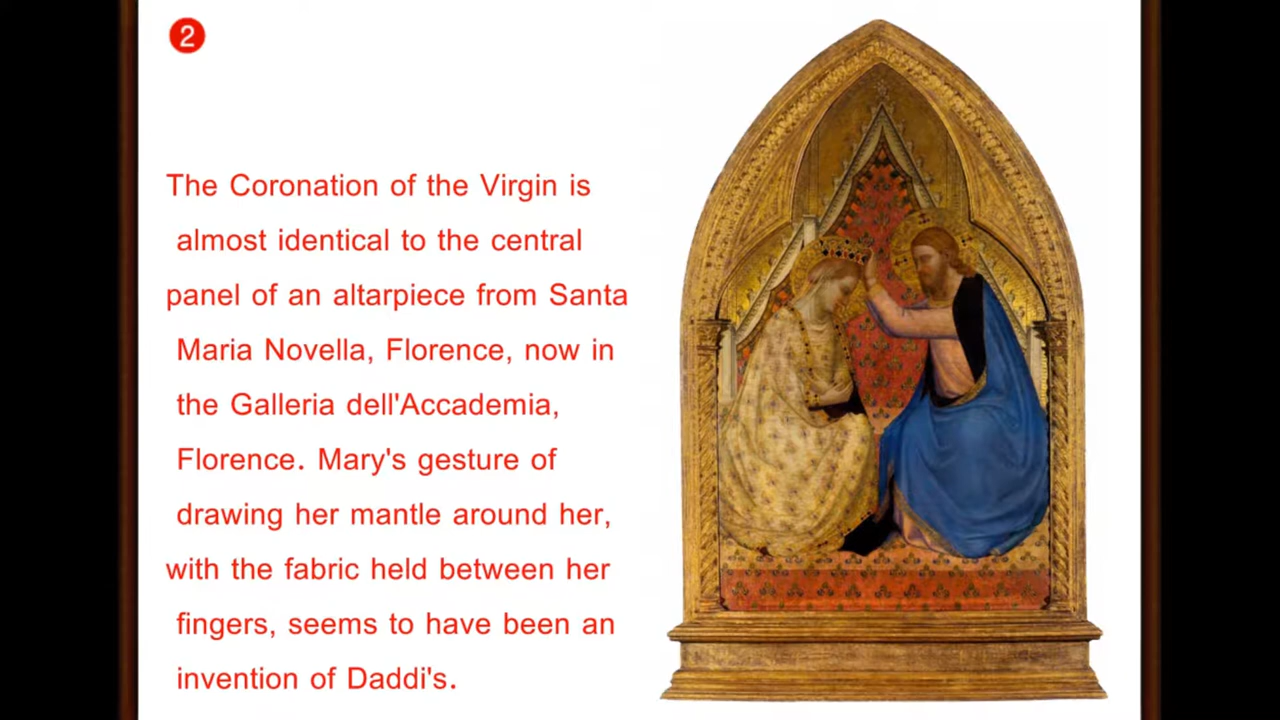 2
The Coronation of the Virgin is
almost identical to the central
panel of an altarpiece from Santa
Maria Novella, Florence, now in
the Galleria dell'Accademia,
Florence. Mary's gesture of
drawing her mantle around her,
with the fabric held between her
fingers, seems to have been an
invention of Daddi's.